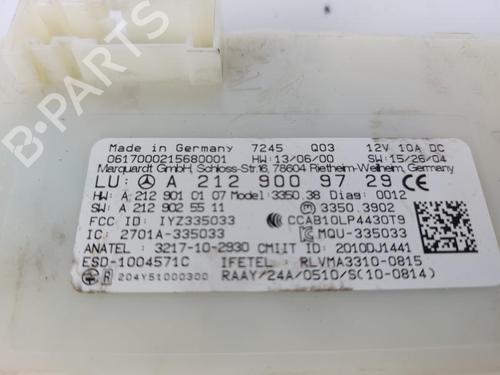 Made in Germany 7245 Q03 12V 10A DC
0617000215680001 HW:13/06/00 SW:15/26/04
Marquardt GmbH, Schloss-Str.16, 78604 Rietheim-Weilheim, Germany
LU: A 212 900 97 29 CE
HW: A 212 901 01 07 Model: 3350.38 Diag: 0012
SW: A 212 902 55 11 3350.3902
FCC ID: IYZ335033 CCAB10LP4430T9
IC: 2701A-335033 MQU-335033
ANATEL: 3217-10-2930 CMIIT ID: 2010DJ1441
ESD-1004571C IFETEL: RLVMA3310-0815
R 204Y51000300 RAAY/24A/0510/S(10-0814)
B-PARTS